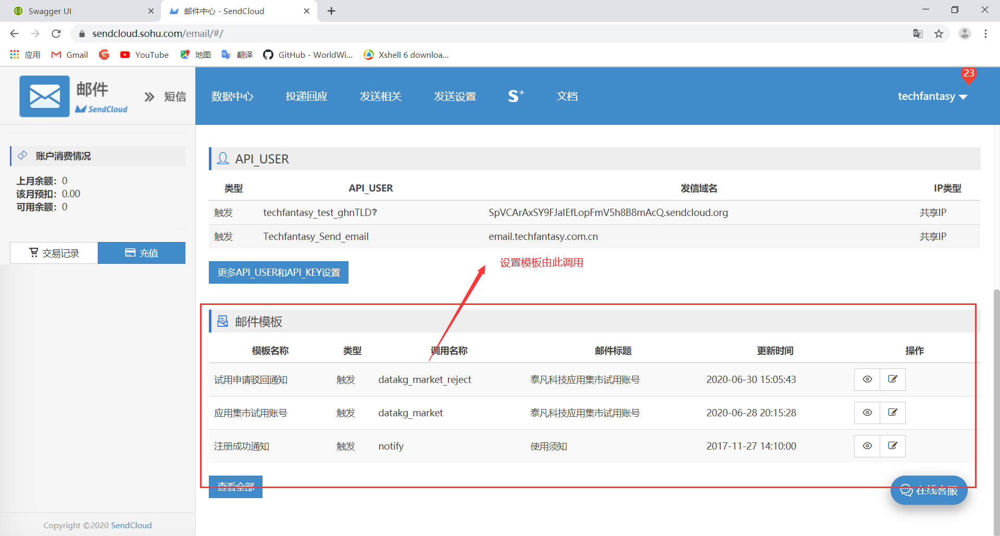 Swagger UI
邮件中心 - SendCloud
sendcloud.sohu.com/email/#/
应用
Gmail
YouTube
地图
翻译
GitHub - WorldWi...
Xshell 6 downloa...
邮件
SendCloud
短信
数据中心
投递回应
发送相关
发送设置
S+
文档
23
techfantasy
账户消费情况
上月余额：0
该月预扣：0.00
可用余额：0
交易记录
充值
API_USER
类型 API_USER 发信域名 IP类型
触发 techfantasy_test_ghnTLD? SpVCArAxSY9FJalEfLopFmV5h8B8mAcQ.sendcloud.org 共享IP
触发 Techfantasy_Send_email email.techfantasy.com.cn 共享IP
设置模板由此调用
更多API_USER和API_KEY设置
邮件模板
模板名称 类型 调用名称 邮件标题 更新时间 操作
试用申请驳回通知 触发 datakg_market_reject 泰凡科技应用集市试用账号 2020-06-30 15:05:43
应用集市试用账号 触发 datakg_market 泰凡科技应用集市试用账号 2020-06-28 20:15:28
注册成功通知 触发 notify 使用须知 2017-11-27 14:10:00
查看全部
在线客服
Copyright ©2020 SendCloud